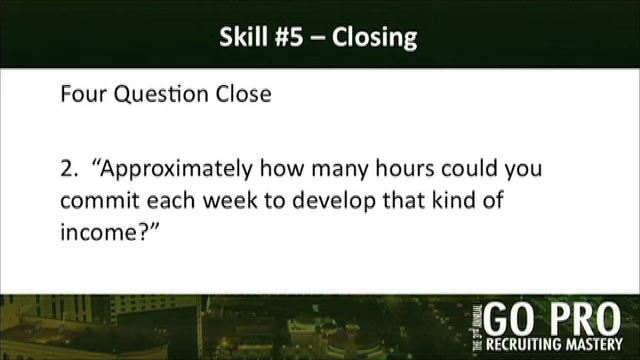 Skill #5 – Closing
Four Question Close
2. “Approximately how many hours could you
commit each week to develop that kind of
income?”
THE 3rd ANNUAL
GO PRO
RECRUITING MASTERY